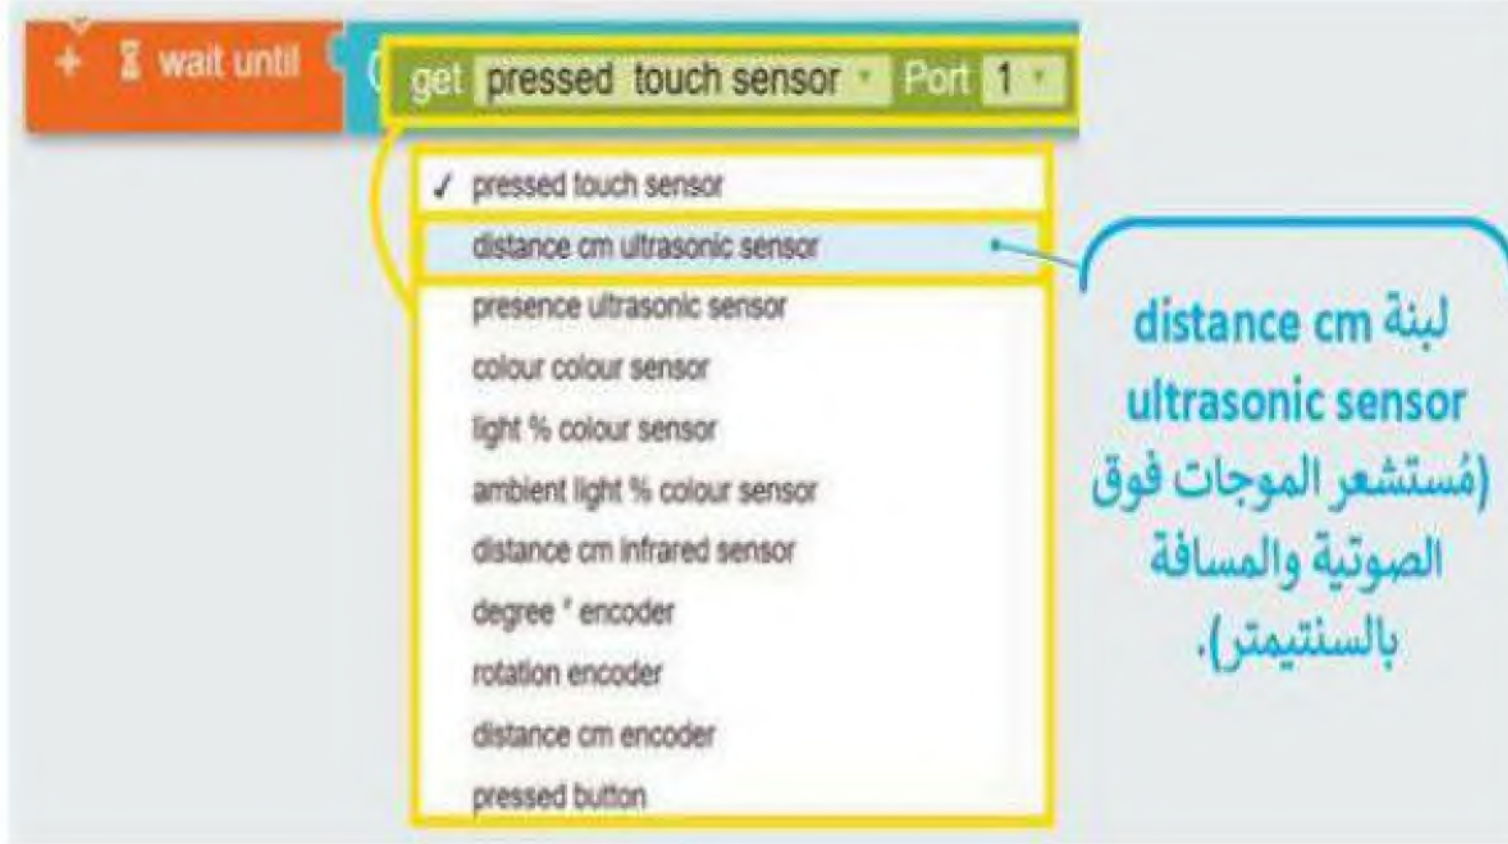 + wait until get pressed touch sensor Port 1
✓ pressed touch sensor
distance cm ultrasonic sensor
presence ultrasonic sensor
colour colour sensor
light % colour sensor
ambient light % colour sensor
distance cm infrared sensor
degree ° encoder
rotation encoder
distance cm encoder
pressed button
لبنة distance cm
ultrasonic sensor
(مُستشعر الموجات فوق
الصوتية والمسافة
بالسنتيمتر).